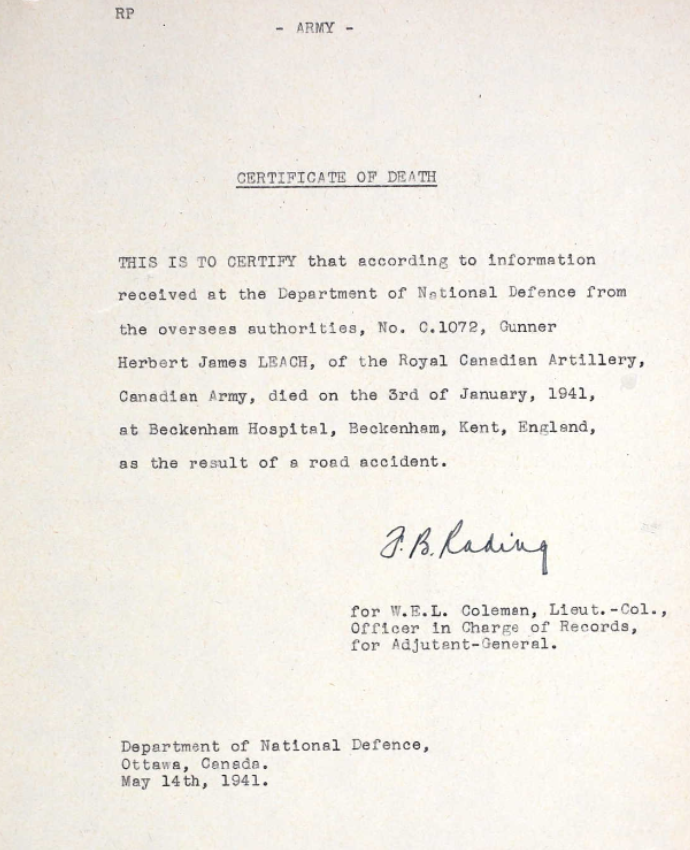 RP
- ARMY -
CERTIFICATE OF DEATH
THIS IS TO CERTIFY that according to information
received at the Department of National Defence from
the overseas authorities, No. C.1072, Gunner
Herbert James LEACH, of the Royal Canadian Artillery,
Canadian Army, died on the 3rd of January, 1941,
at Beckenham Hospital, Beckenham, Kent, England,
as the result of a road accident.
F.B. Rading
for W.E.L. Coleman, Lieut.-Col.,
Officer in Charge of Records,
for Adjutant-General.
Department of National Defence,
Ottawa, Canada.
May 14th, 1941.